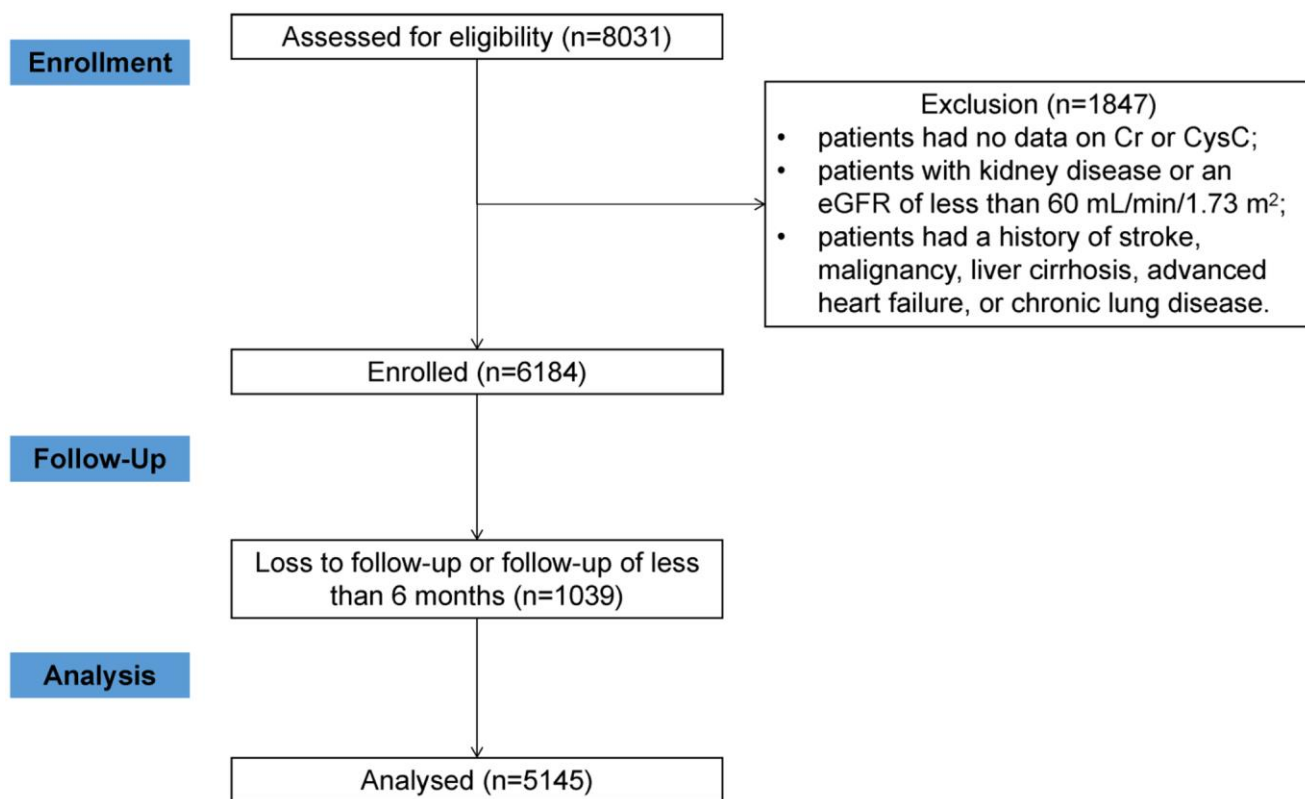 Enrollment
Assessed for eligibility (n=8031)
Exclusion (n=1847)
• patients had no data on Cr or CysC;
• patients with kidney disease or an
eGFR of less than 60 mL/min/1.73 m²;
• patients had a history of stroke,
malignancy, liver cirrhosis, advanced
heart failure, or chronic lung disease.
Enrolled (n=6184)
Follow-Up
Loss to follow-up or follow-up of less
than 6 months (n=1039)
Analysis
Analysed (n=5145)